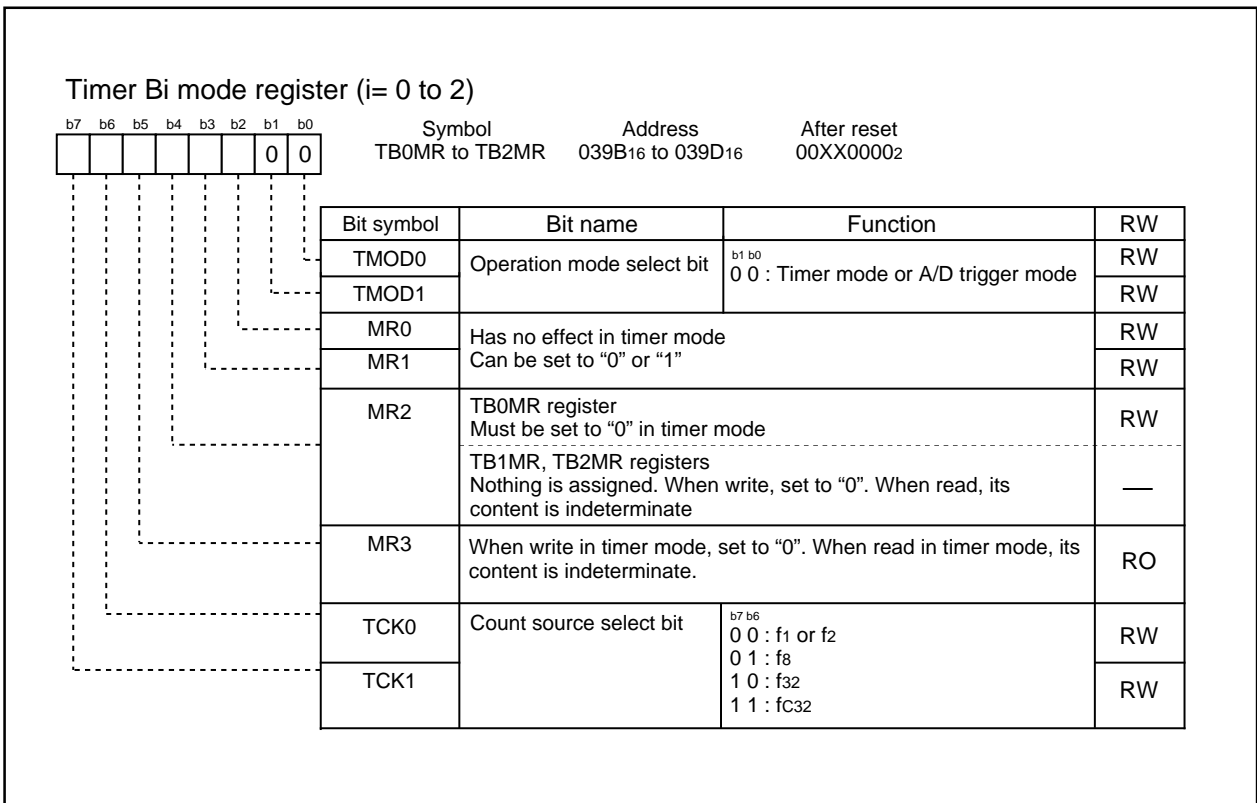 Timer Bi mode register (i= 0 to 2)
b7 b6 b5 b4 b3 b2 b1 b0
0 0
Symbol Address After reset
TB0MR to TB2MR 039B16 to 039D16 00XX00002
Bit symbol Bit name Function RW
TMOD0 Operation mode select bit b1 b0 RW
0 0 : Timer mode or A/D trigger mode
TMOD1 RW
MR0 Has no effect in timer mode RW
MR1 Can be set to “0” or “1” RW
MR2 TB0MR register RW
Must be set to “0” in timer mode
TB1MR, TB2MR registers
Nothing is assigned. When write, set to “0”. When read, its —
content is indeterminate
MR3 When write in timer mode, set to “0”. When read in timer mode, its RO
content is indeterminate.
TCK0 Count source select bit b7 b6 RW
0 0 : f1 or f2
0 1 : f8
TCK1 1 0 : f32 RW
1 1 : fC32